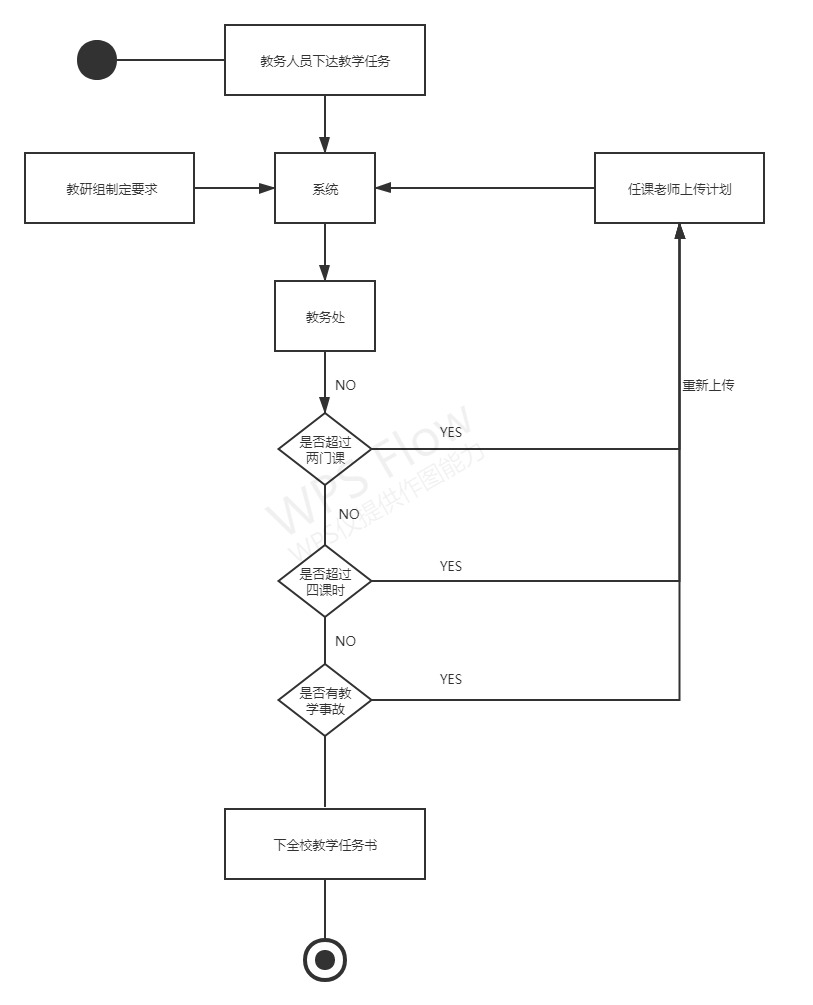 教务人员下达教学任务
教研组制定要求
系统
任课老师上传计划
教务处
NO
重新上传
是否超过
两门课
YES
WPS Flow
WPS仅提供作图能力
NO
是否超过
四课时
YES
NO
是否有教
学事故
YES
下全校教学任务书